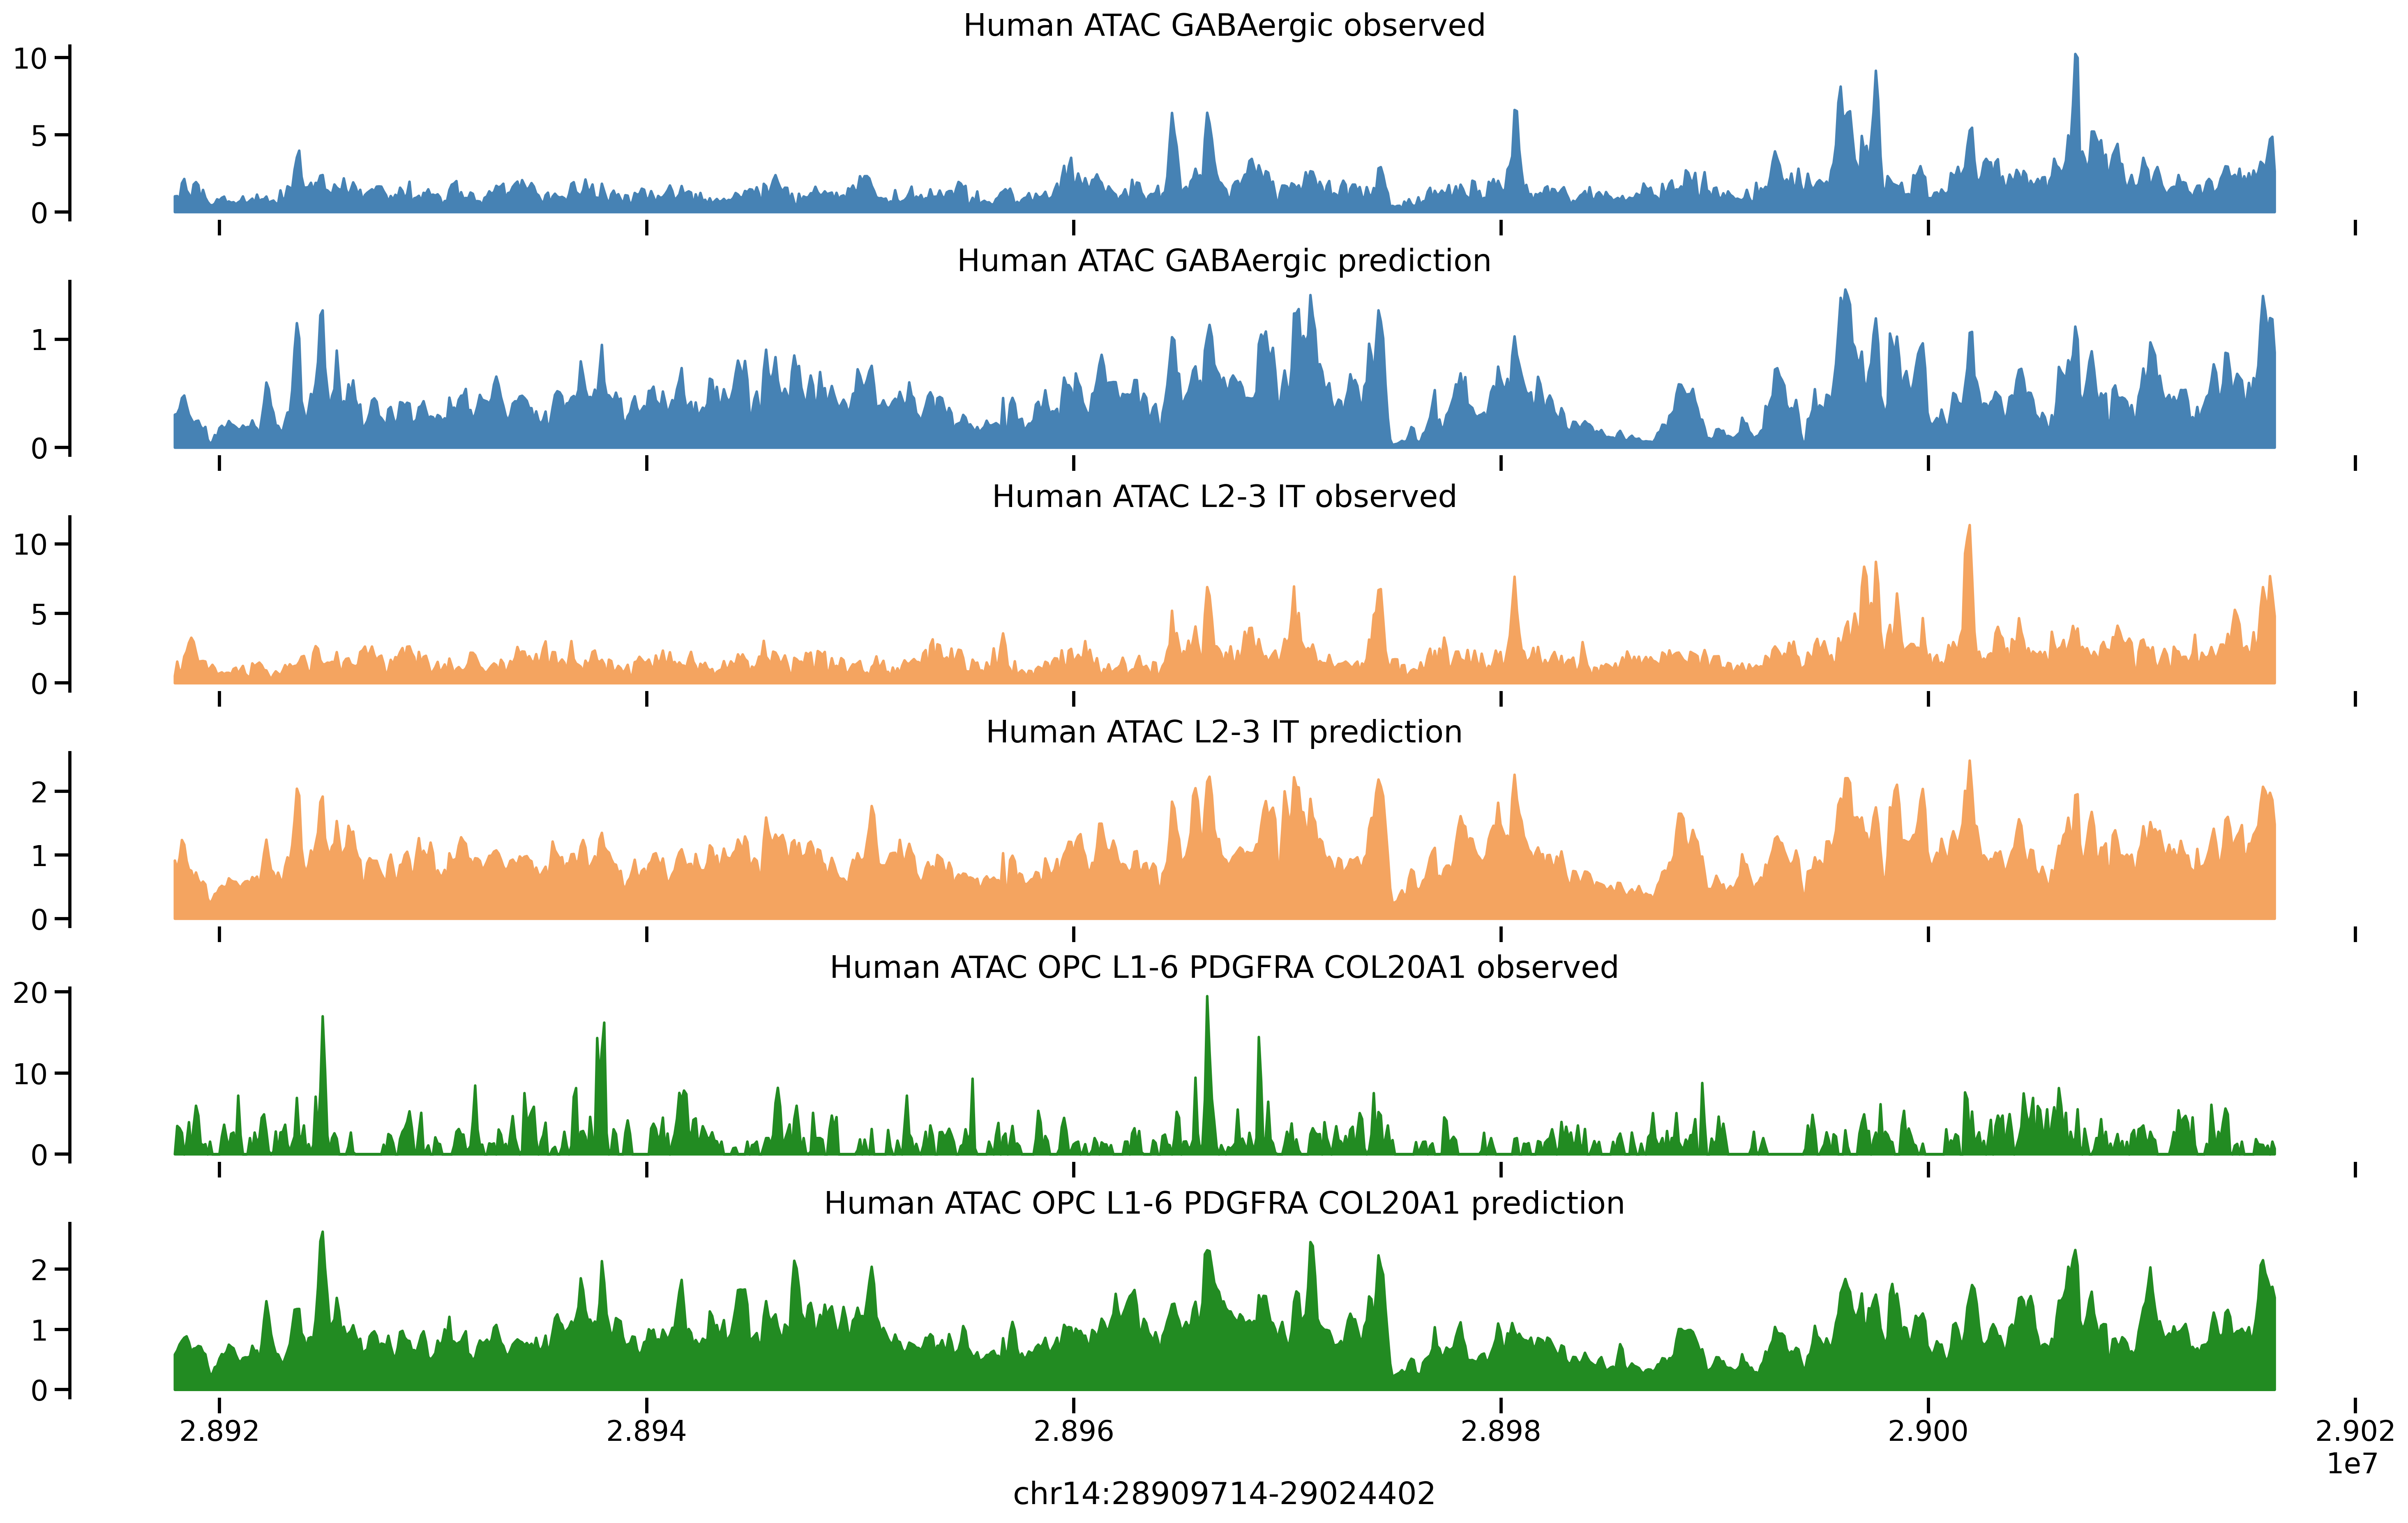 Human ATAC GABAergic observed
10
5
0
Human ATAC GABAergic prediction
1
0
Human ATAC L2-3 IT observed
10
5
0
Human ATAC L2-3 IT prediction
2
1
0
Human ATAC OPC L1-6 PDGFRA COL20A1 observed
20
10
0
Human ATAC OPC L1-6 PDGFRA COL20A1 prediction
2
1
0
2.892 2.894 2.896 2.898 2.900 2.902
1e7
chr14:28909714-29024402